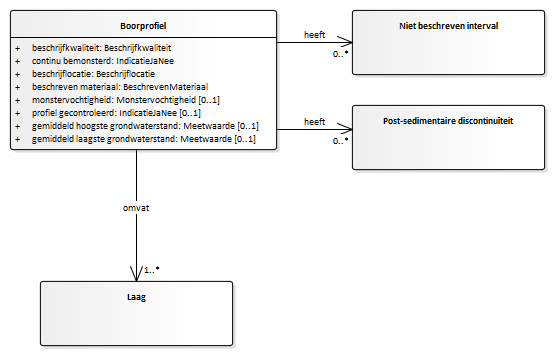 Boorprofiel
+ beschrijfkwaliteit: Beschrijfkwaliteit
+ continu bemonsterd: IndicatieJaNee
+ beschrijflocatie: Beschrijflocatie
+ beschreven materiaal: BeschrevenMateriaal
+ monstervochtigheid: Monstervochtigheid [0..1]
+ profiel gecontroleerd: IndicatieJaNee [0..1]
+ gemiddeld hoogste grondwaterstand: Meetwaarde [0..1]
+ gemiddeld laagste grondwaterstand: Meetwaarde [0..1]
heeft
0..*
Niet beschreven interval
heeft
0..*
Post-sedimentaire discontinuïteit
omvat
1..*
Laag